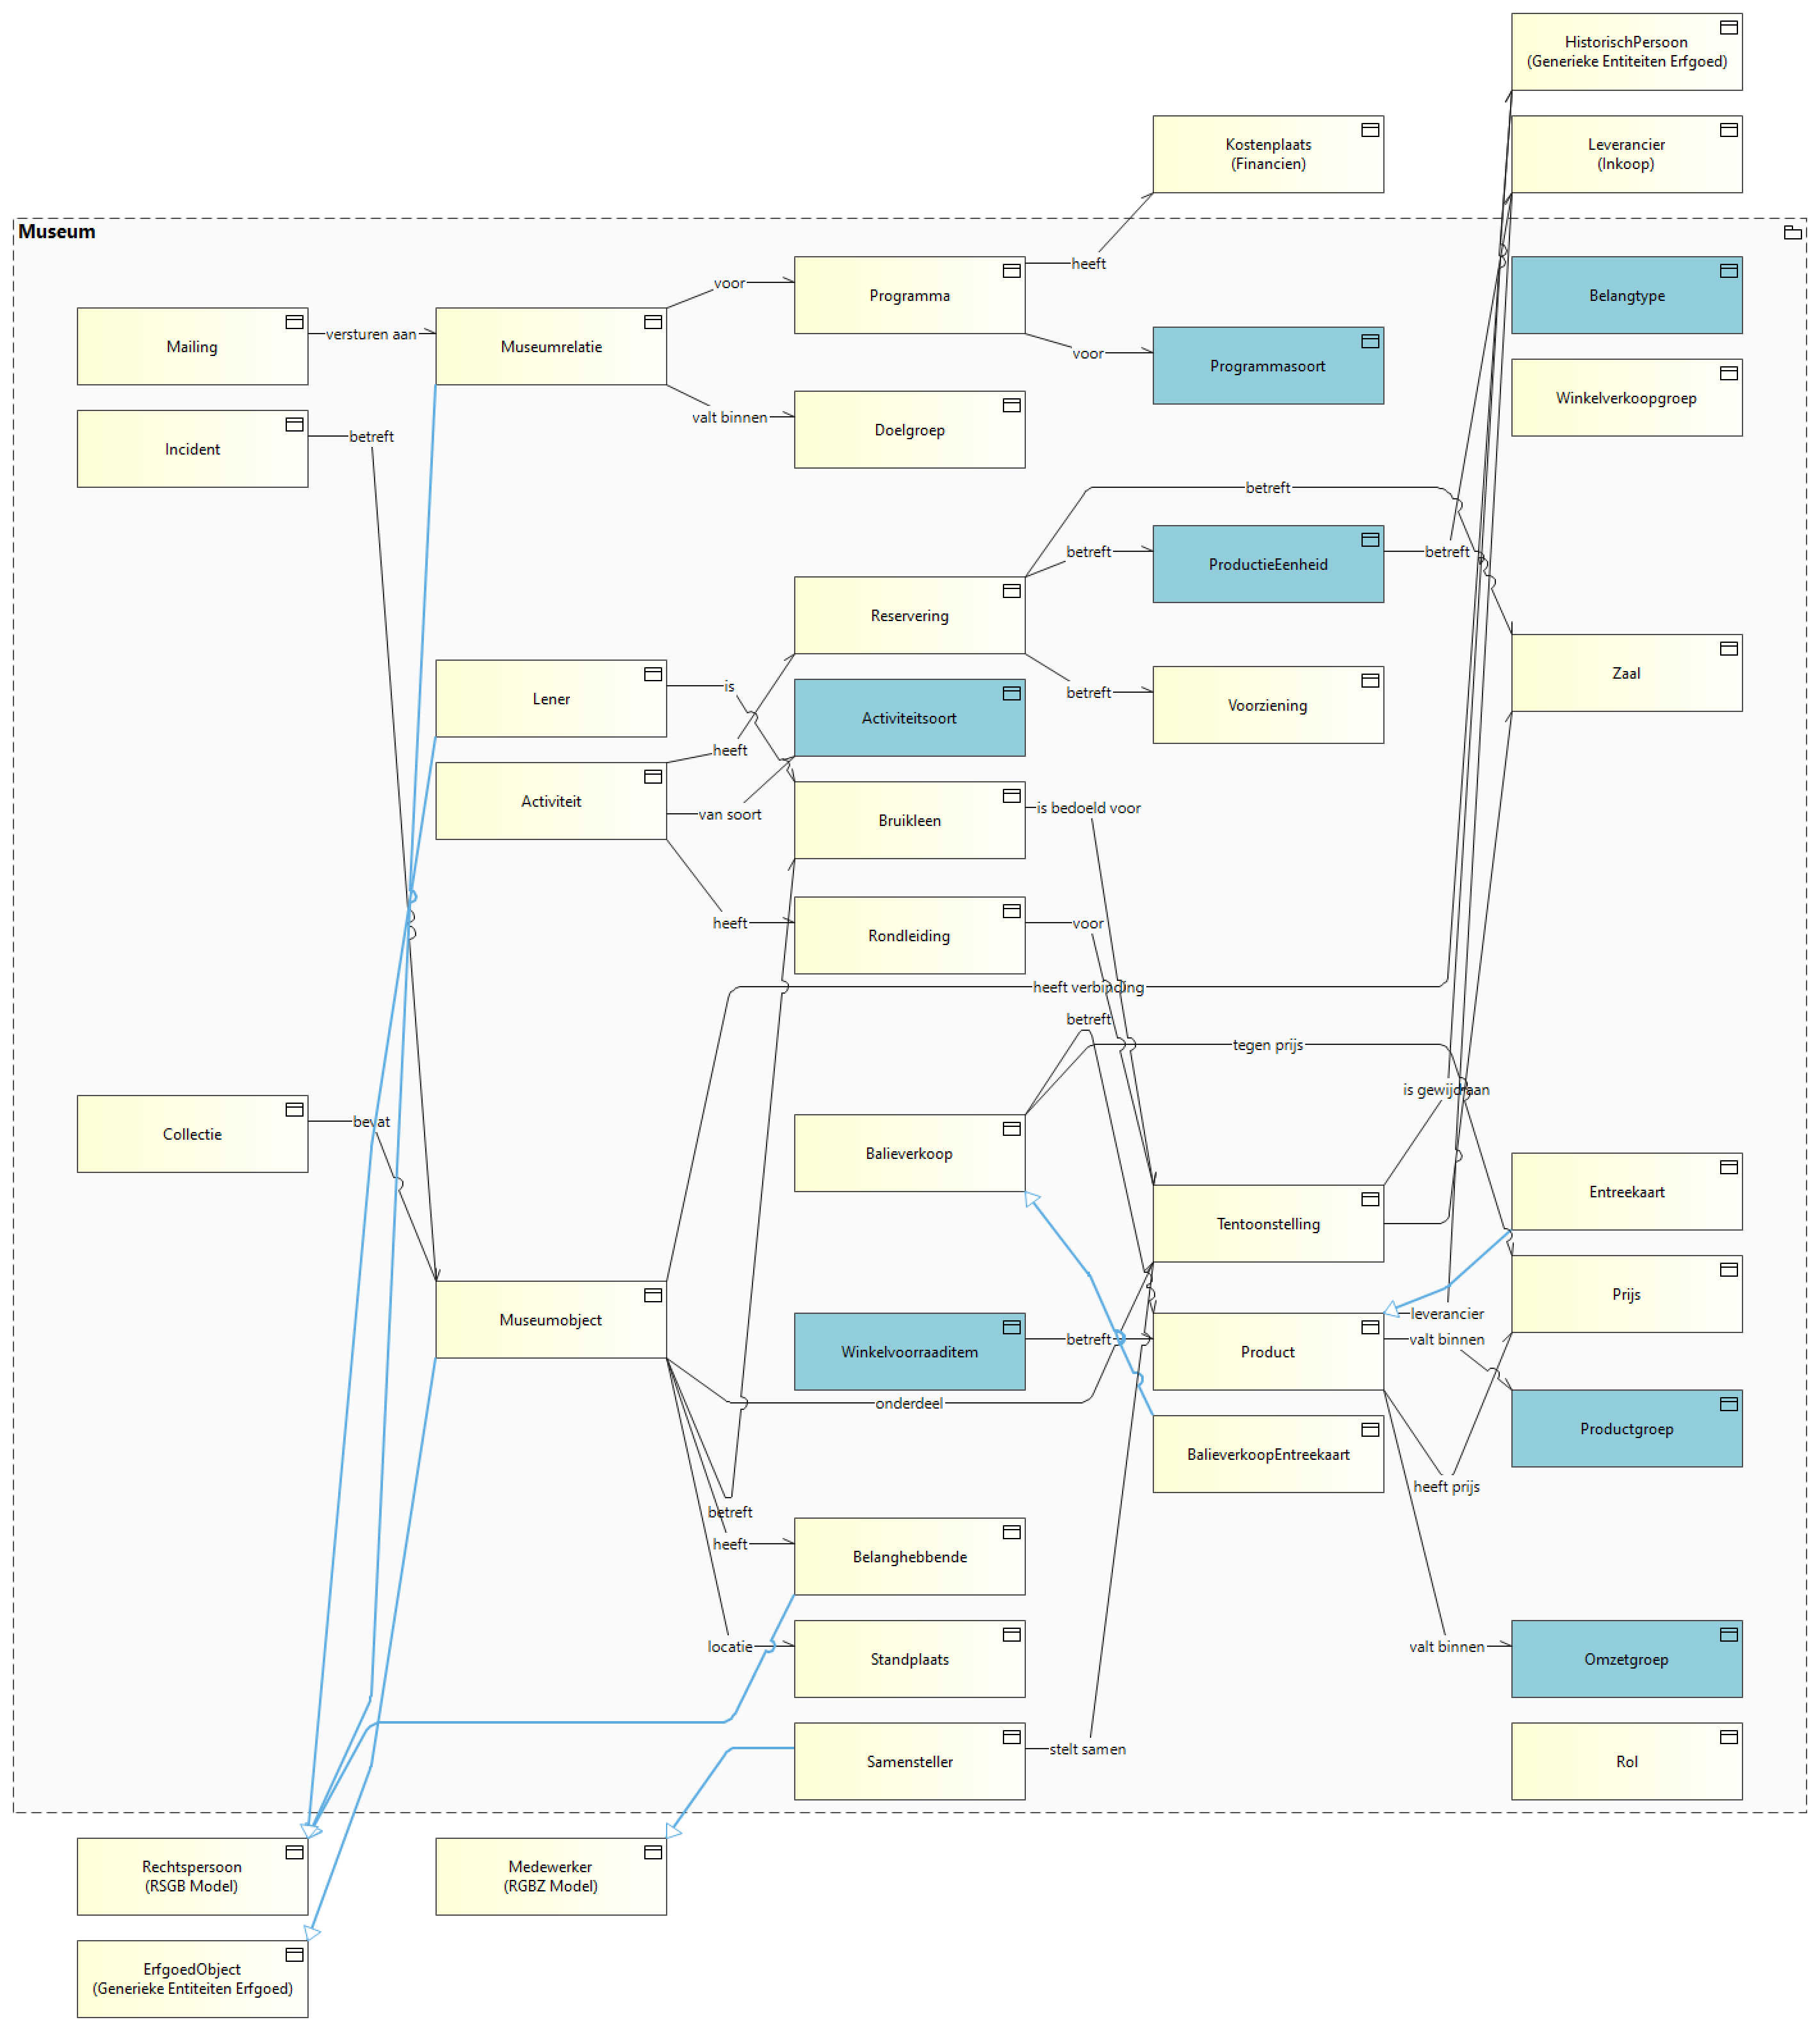 HistorischPersoon
(Generieke Entiteiten Erfgoed)
Kostenplaats
(Financien)
Leverancier
(Inkoop)
Museum
heeft
Belangtype
voor
Programma
Mailing
versturen aan
Museumrelatie
voor
Programmasoort
Winkelverkoopgroep
valt binnen
Doelgroep
Incident
betreft
betreft
betreft
ProductieEenheid
betreft
Reservering
betreft
Voorziening
Zaal
Lener
is
Activiteitsoort
heeft
Activiteit
van soort
Bruikleen
is bedoeld voor
heeft
Rondleiding
voor
heeft verbinding
betreft
tegen prijs
is gewijd aan
Collectie
bevat
Balieverkoop
Entreekaart
Tentoonstelling
Museumobject
Prijs
leverancier
Winkelvoorraaditem
betreft
Product
valt binnen
onderdeel
Productgroep
BalieverkoopEntreekaart
heeft prijs
betreft
heeft
Belanghebbende
locatie
Standplaats
valt binnen
Omzetgroep
Samensteller
stelt samen
Rol
Rechtspersoon
(RSGB Model)
Medewerker
(RGBZ Model)
ErfgoedObject
(Generieke Entiteiten Erfgoed)